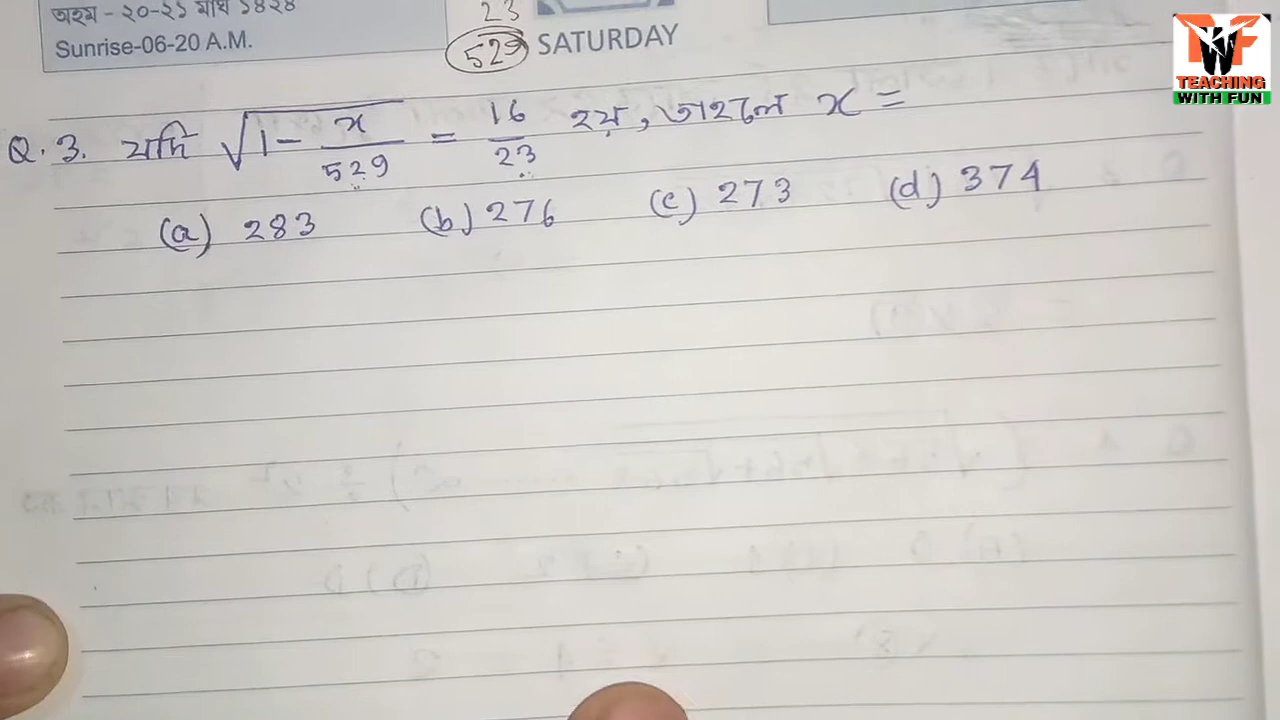 অহম - ২০-২১ মাঘ ১৪২৪
Sunrise-06-20 A.M.
23
529 SATURDAY
TEACHING
WITH FUN
Q.3. যদি √(1 - x/529) = 16/23 হয়, তাহলে x =
(a) 283 (b) 276 (c) 273 (d) 374